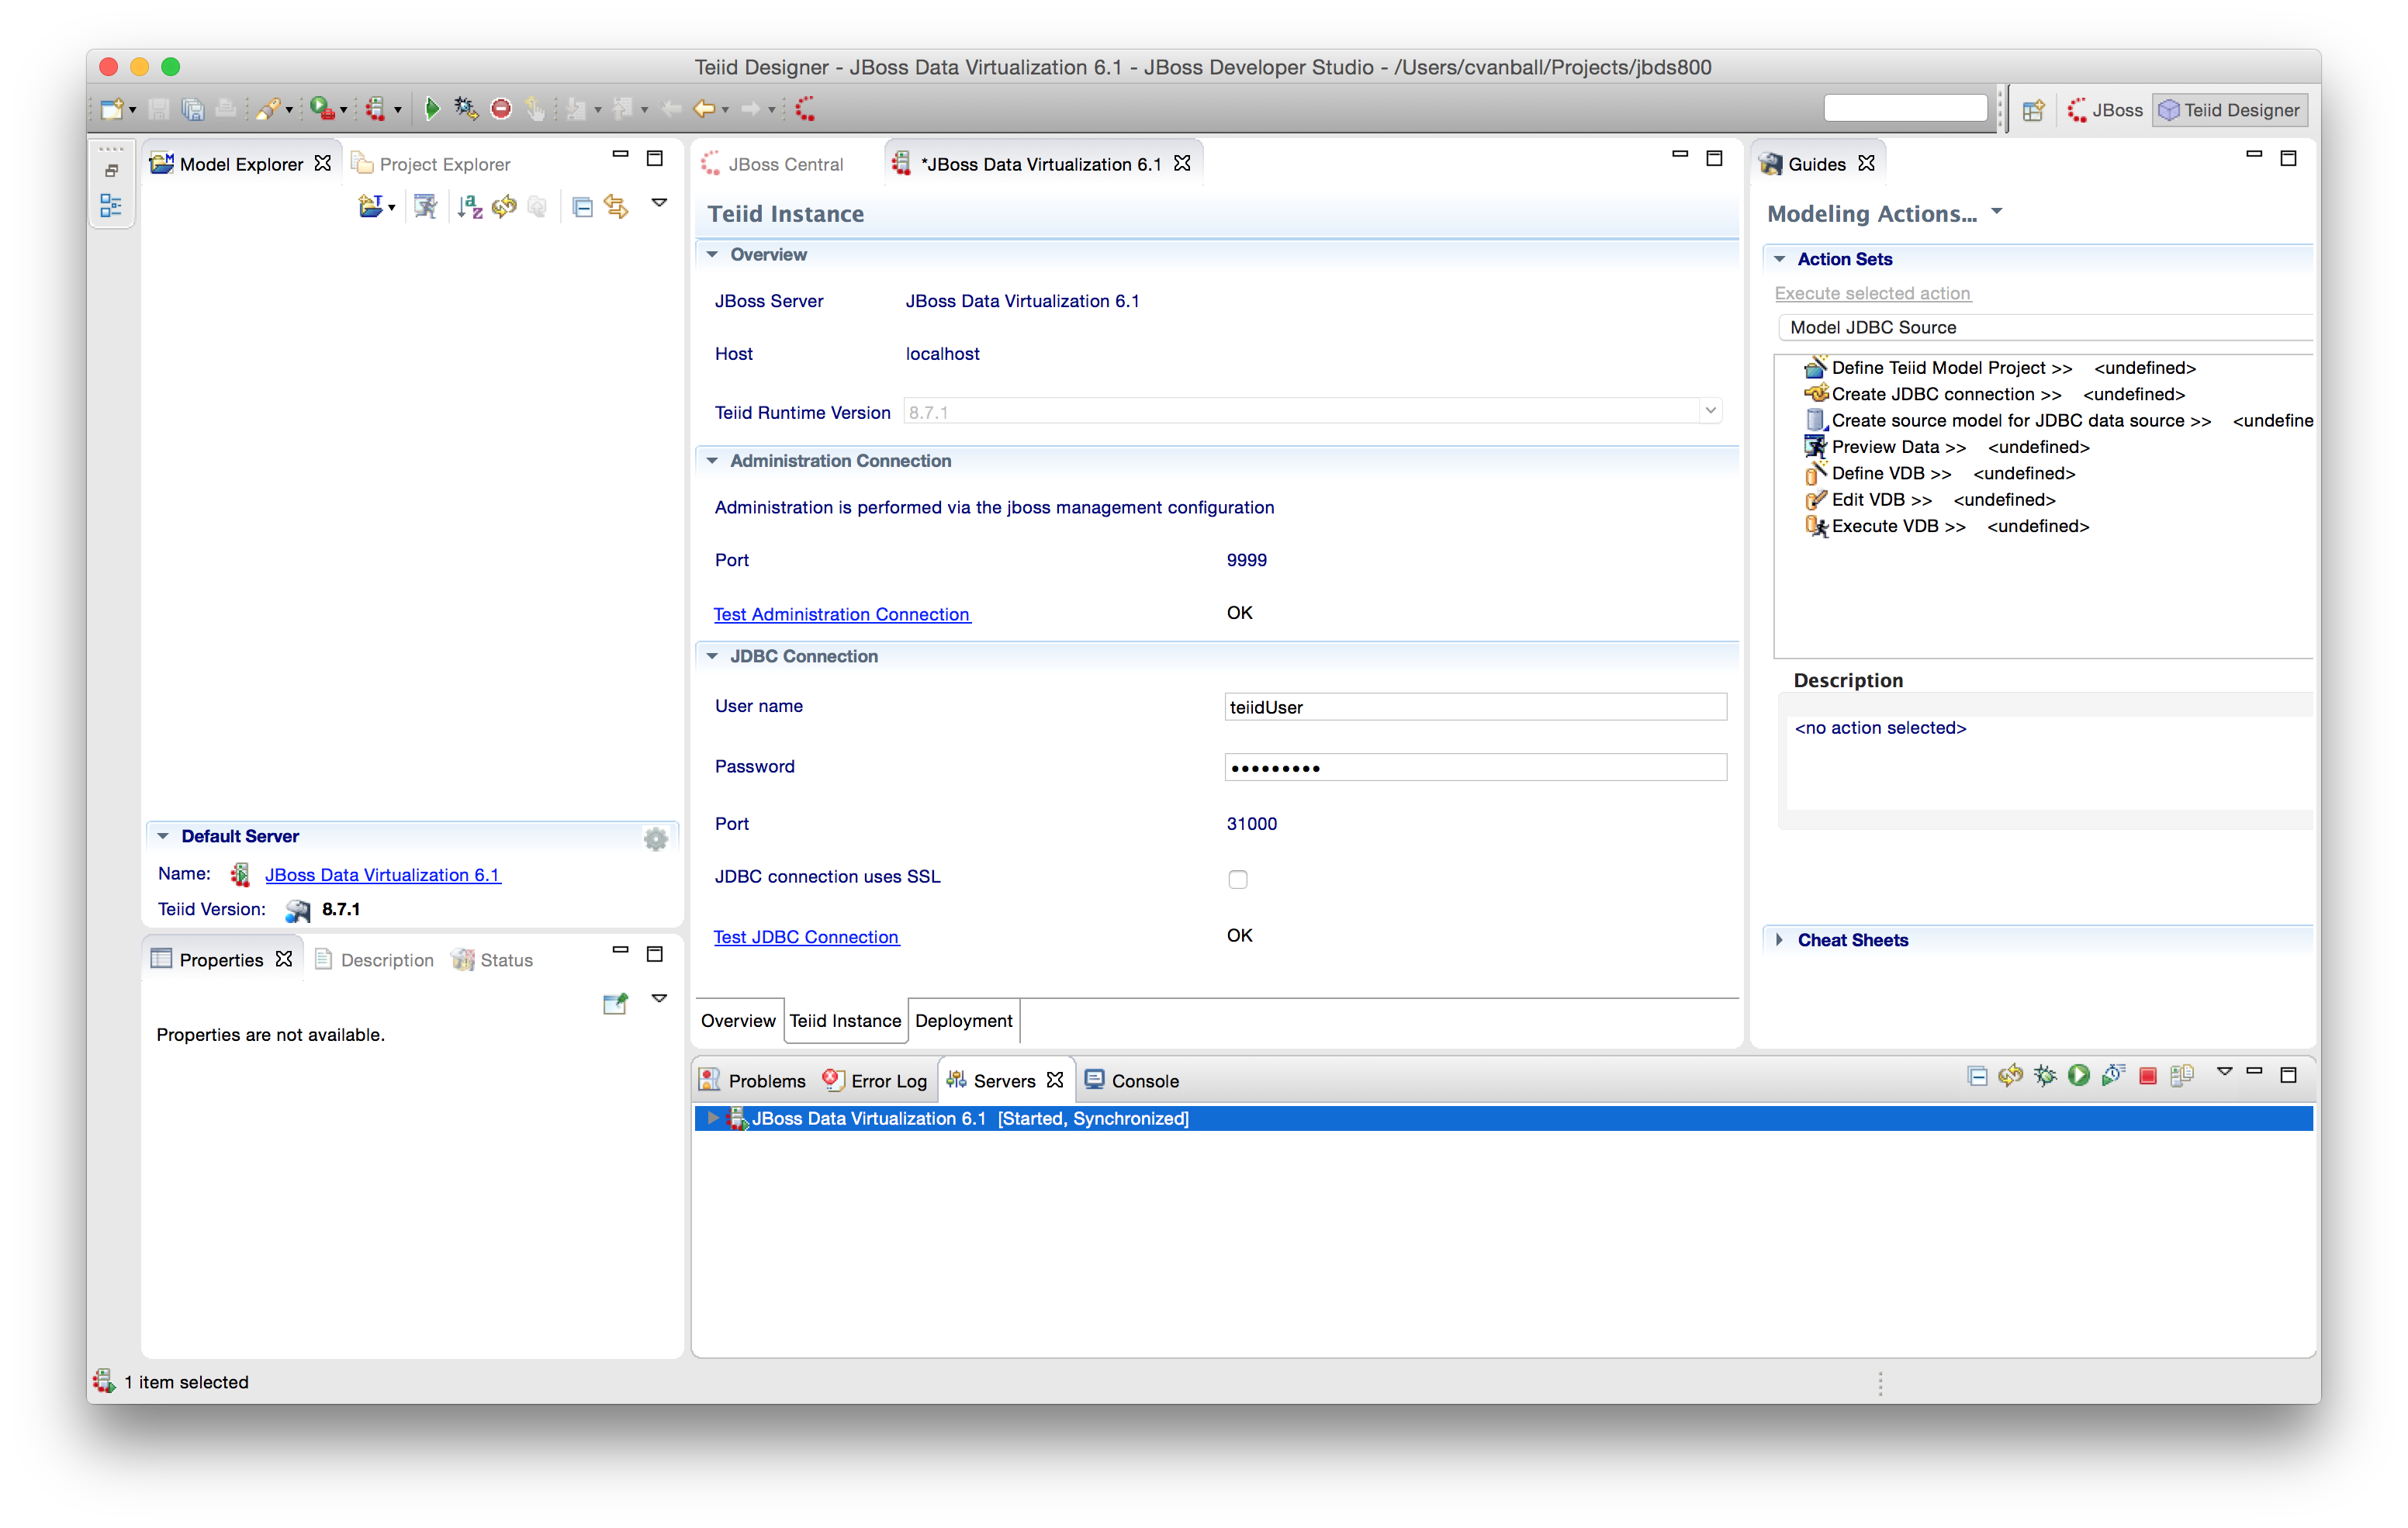 Teiid Designer - JBoss Data Virtualization 6.1 - JBoss Developer Studio - /Users/cvanball/Projects/jbds800
JBoss
Teiid Designer
Model Explorer
Project Explorer
Default Server
Name: JBoss Data Virtualization 6.1
Teiid Version: 8.7.1
Properties
Description
Status
Properties are not available.
JBoss Central
*JBoss Data Virtualization 6.1
Teiid Instance
Overview
JBoss Server JBoss Data Virtualization 6.1
Host localhost
Teiid Runtime Version 8.7.1
Administration Connection
Administration is performed via the jboss management configuration
Port 9999
Test Administration Connection OK
JDBC Connection
User name teiidUser
Password •••••••••
Port 31000
JDBC connection uses SSL
Test JDBC Connection OK
Overview
Teiid Instance
Deployment
Guides
Modeling Actions...
Action Sets
Execute selected action
Model JDBC Source
Define Teiid Model Project >> <undefined>
Create JDBC connection >> <undefined>
Create source model for JDBC data source >> <undefine
Preview Data >> <undefined>
Define VDB >> <undefined>
Edit VDB >> <undefined>
Execute VDB >> <undefined>
Description
<no action selected>
Cheat Sheets
Problems
Error Log
Servers
Console
JBoss Data Virtualization 6.1 [Started, Synchronized]
1 item selected